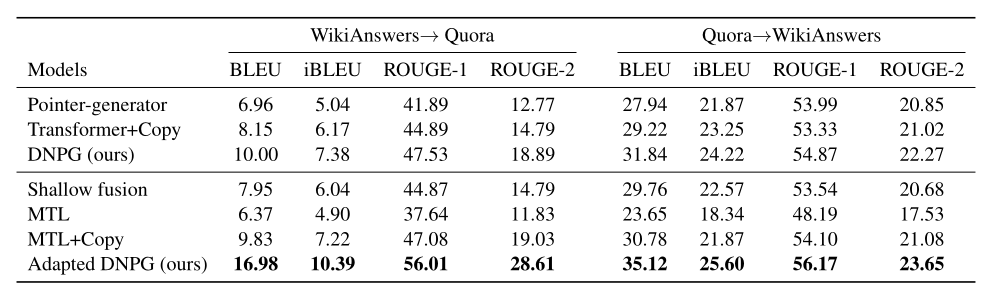 WikiAnswers→ Quora Quora→WikiAnswers
Models BLEU iBLEU ROUGE-1 ROUGE-2 BLEU iBLEU ROUGE-1 ROUGE-2
Pointer-generator 6.96 5.04 41.89 12.77 27.94 21.87 53.99 20.85
Transformer+Copy 8.15 6.17 44.89 14.79 29.22 23.25 53.33 21.02
DNPG (ours) 10.00 7.38 47.53 18.89 31.84 24.22 54.87 22.27
Shallow fusion 7.95 6.04 44.87 14.79 29.76 22.57 53.54 20.68
MTL 6.37 4.90 37.64 11.83 23.65 18.34 48.19 17.53
MTL+Copy 9.83 7.22 47.08 19.03 30.78 21.87 54.10 21.08
Adapted DNPG (ours) 16.98 10.39 56.01 28.61 35.12 25.60 56.17 23.65